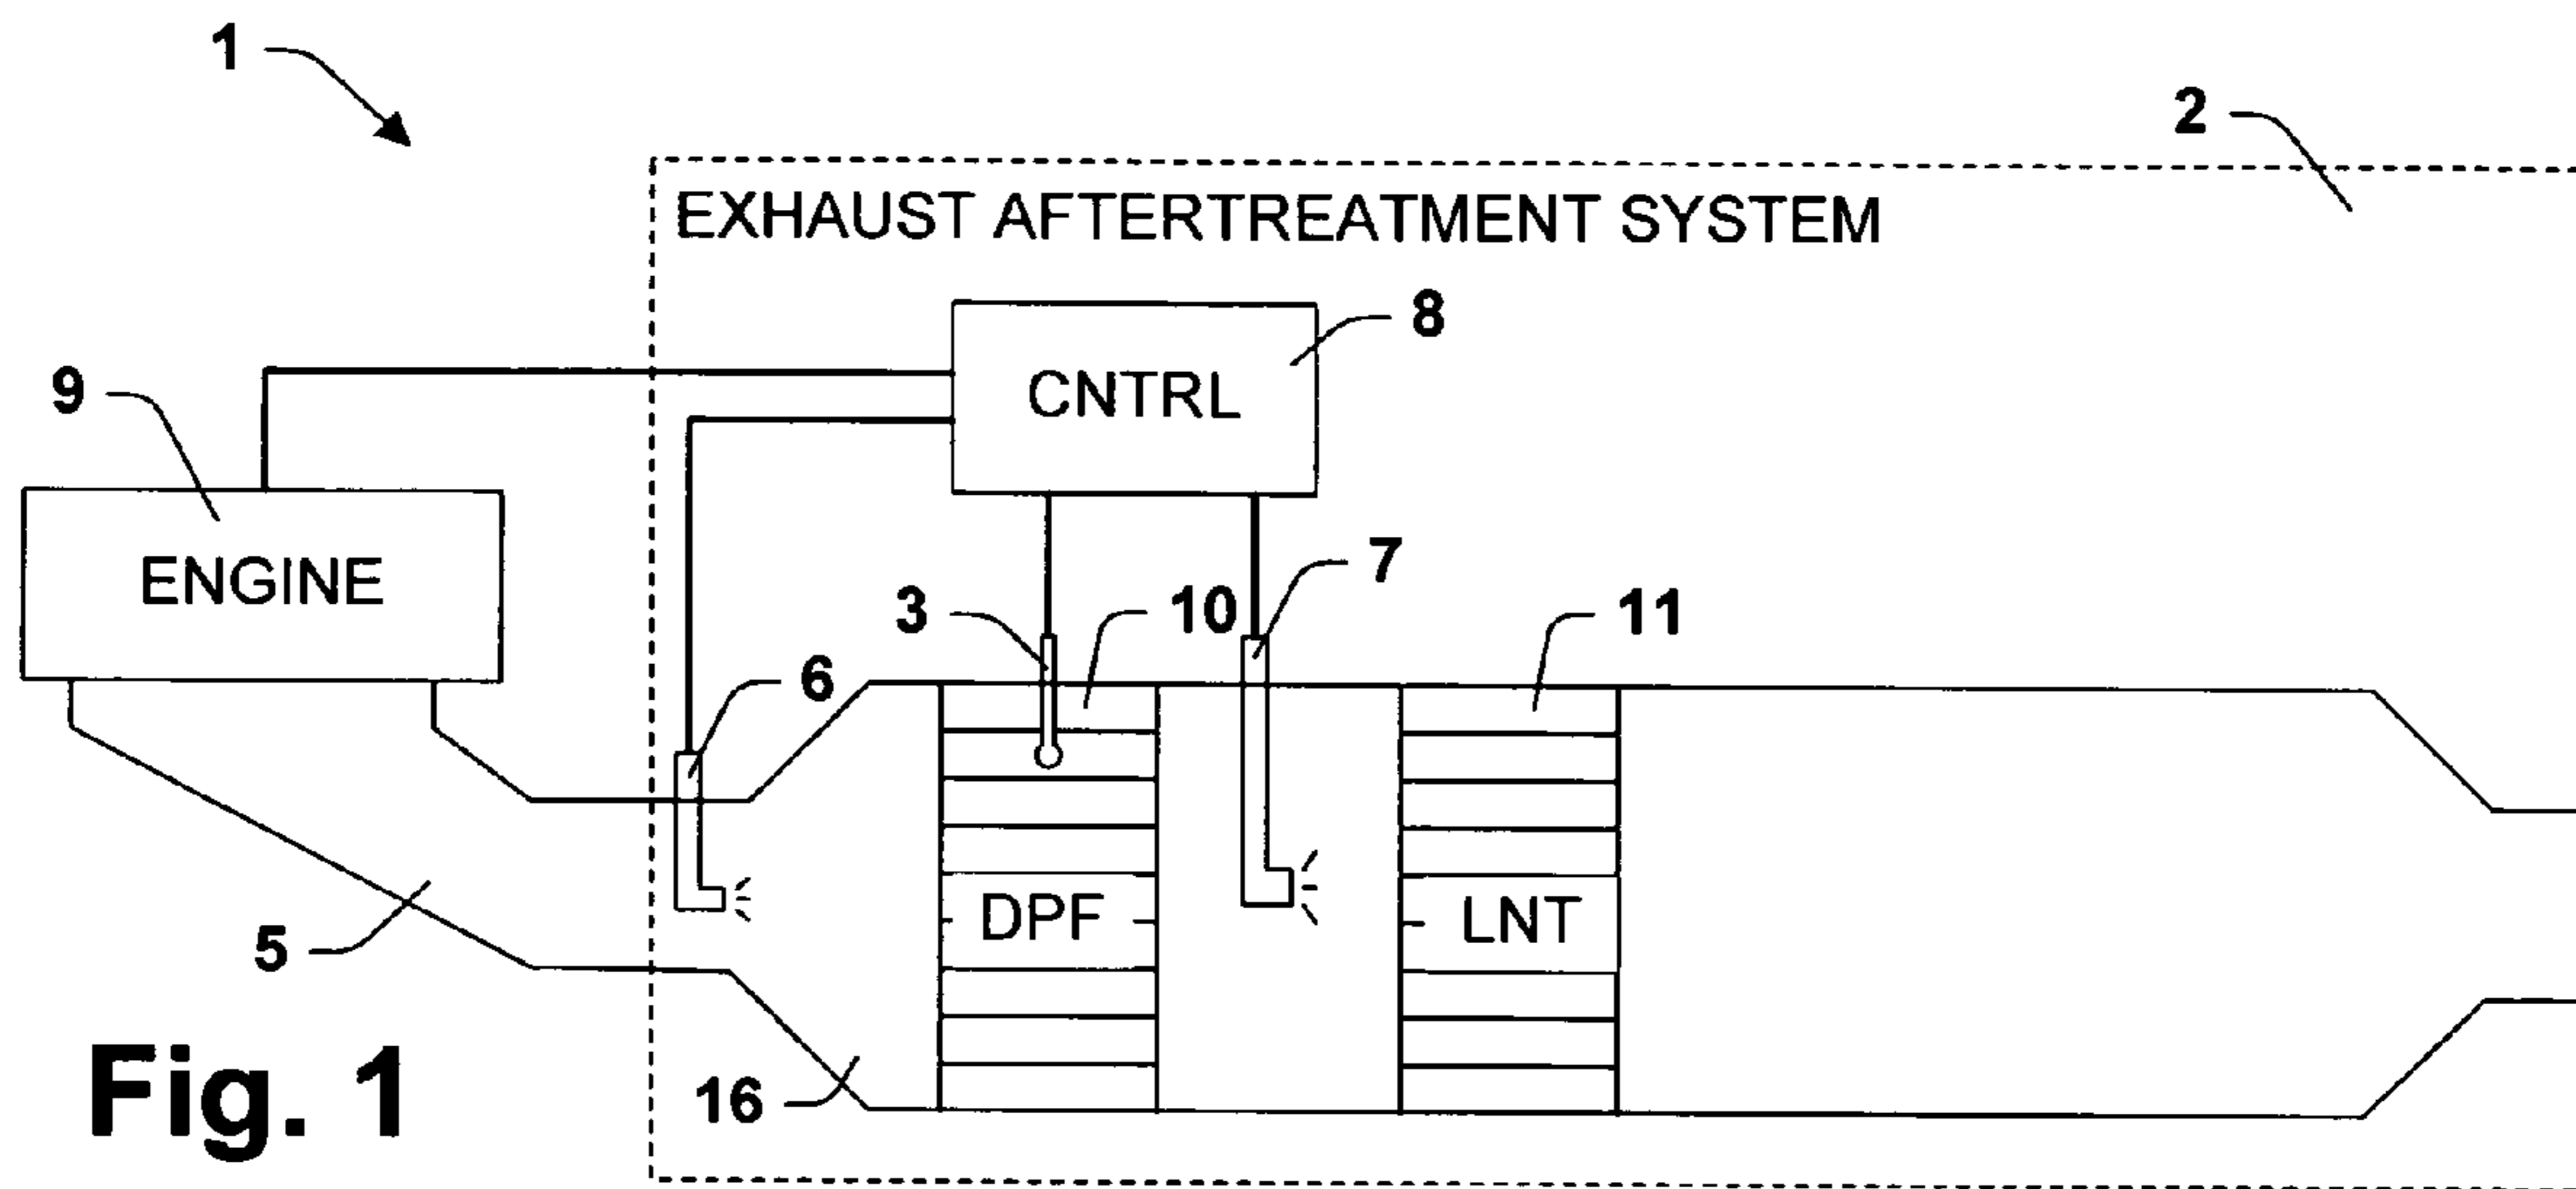 1
2
EXHAUST AFTERTREATMENT SYSTEM
8
9
CNTRL
ENGINE
7
3
10
11
6
DPF
LNT
5
16
Fig. 1